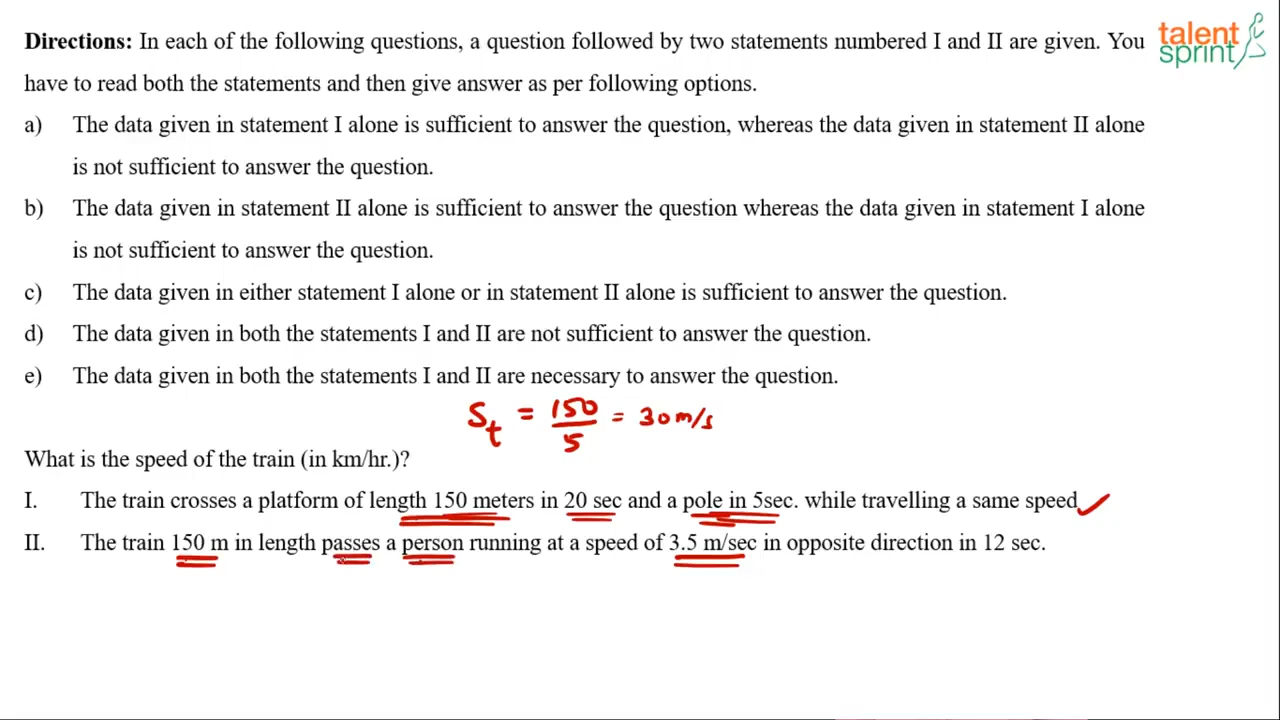 Directions: In each of the following questions, a question followed by two statements numbered I and II are given. You
talent
sprint
have to read both the statements and then give answer as per following options.
a) The data given in statement I alone is sufficient to answer the question, whereas the data given in statement II alone
is not sufficient to answer the question.
b) The data given in statement II alone is sufficient to answer the question whereas the data given in statement I alone
is not sufficient to answer the question.
c) The data given in either statement I alone or in statement II alone is sufficient to answer the question.
d) The data given in both the statements I and II are not sufficient to answer the question.
e) The data given in both the statements I and II are necessary to answer the question.
St = 150/5 = 30 m/s
What is the speed of the train (in km/hr.)?
I. The train crosses a platform of length 150 meters in 20 sec and a pole in 5sec. while travelling a same speed
II. The train 150 m in length passes a person running at a speed of 3.5 m/sec in opposite direction in 12 sec.